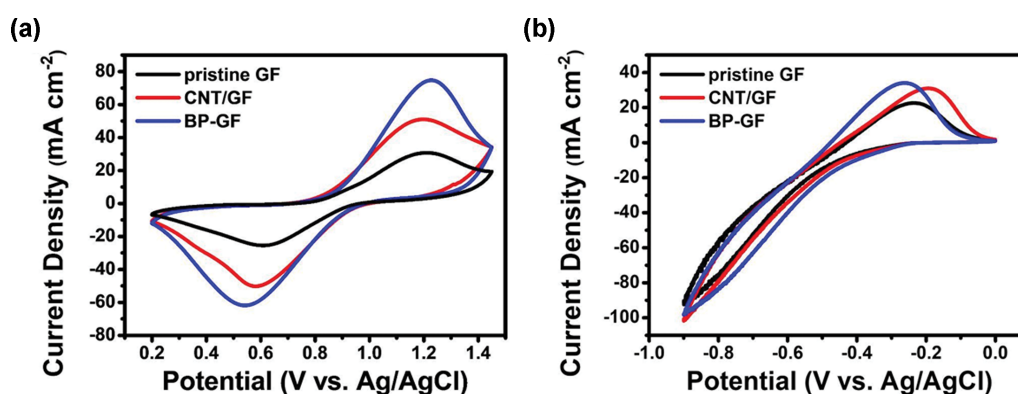 (a)
Current Density (mA cm⁻²)
80
60
40
20
0
-20
-40
-60
-80
pristine GF
CNT/GF
BP-GF
0.2 0.4 0.6 0.8 1.0 1.2 1.4
Potential (V vs. Ag/AgCl)
(b)
Current Density (mA cm⁻²)
40
20
0
-20
-40
-60
-80
-100
pristine GF
CNT/GF
BP-GF
-1.0 -0.8 -0.6 -0.4 -0.2 0.0
Potential (V vs. Ag/AgCl)